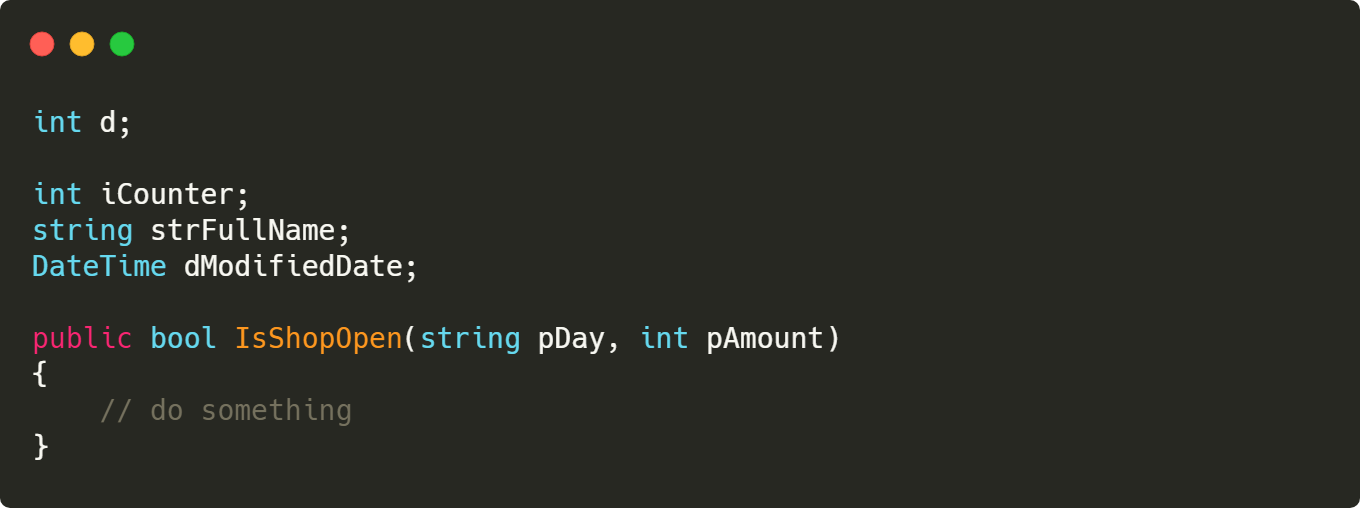 int d;
int iCounter;
string strFullName;
DateTime dModifiedDate;
public bool IsShopOpen(string pDay, int pAmount)
{
    // do something
}